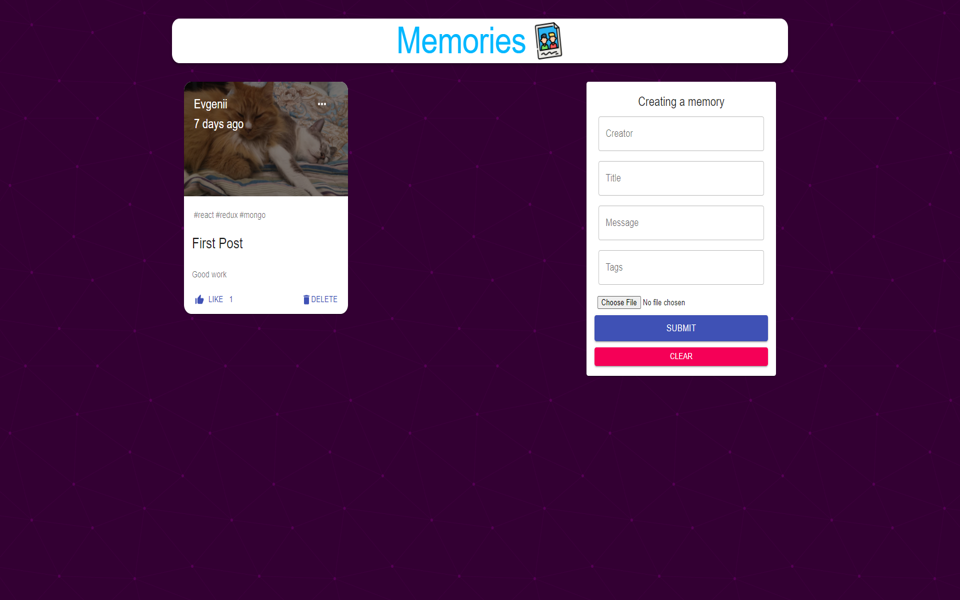 Memories
Evgenii
7 days ago
#react #redux #mongo
First Post
Good work
LIKE 1
DELETE
Creating a memory
Creator
Title
Message
Tags
Choose File No file chosen
SUBMIT
CLEAR